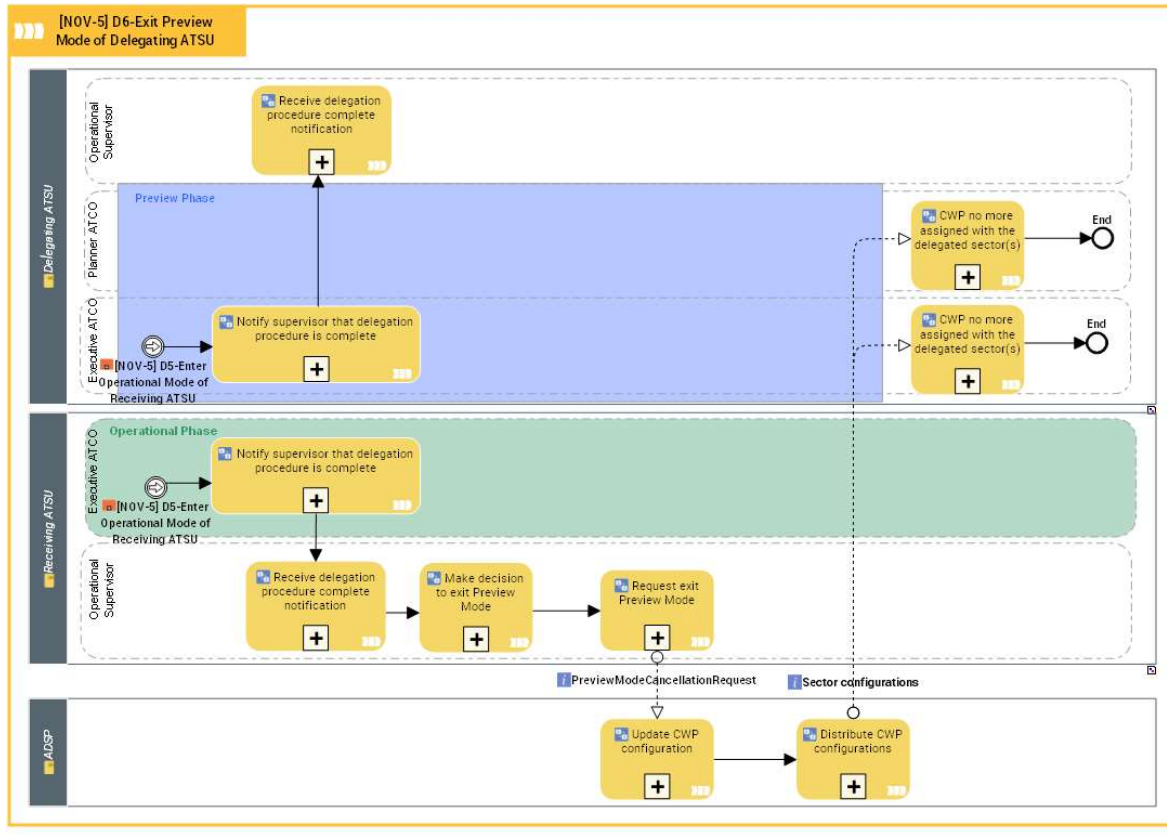 [NOV-5] D6-Exit Preview
Mode of Delegating ATSU
Delegating ATSU
Operational
Supervisor
Receive delegation
procedure complete
notification
Preview Phase
Planner ATCO
CWP no more
assigned with the
delegated sector(s)
End
Executive ATCO
Notify supervisor that delegation
procedure is complete
[NOV-5] D5-Enter
Operational Mode of
Receiving ATSU
CWP no more
assigned with the
delegated sector(s)
End
Receiving ATSU
Operational Phase
Executive ATCO
Notify supervisor that delegation
procedure is complete
[NOV-5] D5-Enter
Operational Mode of
Receiving ATSU
Operational
Supervisor
Receive delegation
procedure complete
notification
Make decision
to exit Preview
Mode
Request exit
Preview Mode
PreviewModeCancellationRequest
Sector configurations
ADSP
Update CWP
configuration
Distribute CWP
configurations